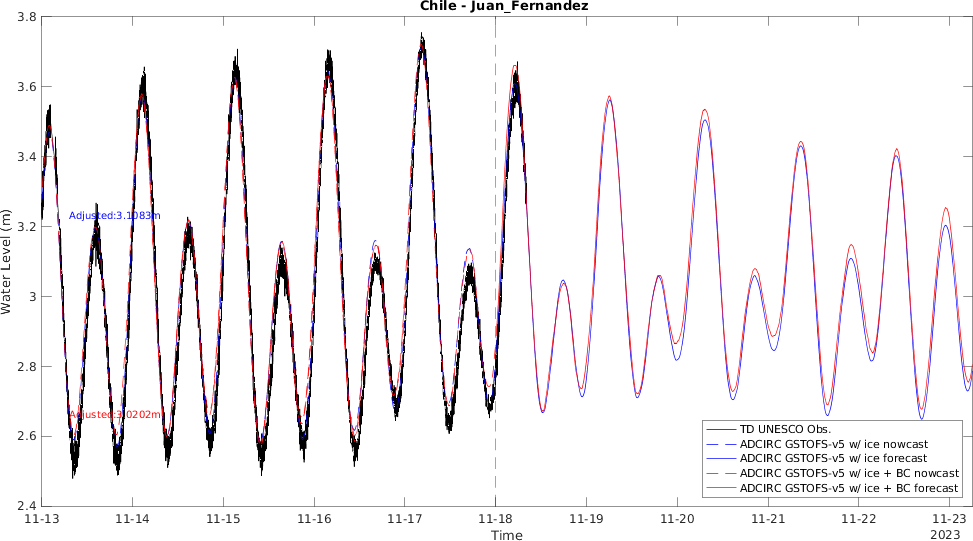 Chile - Juan_Fernandez
Water Level (m)
3.8
3.6
3.4
3.2
3
2.8
2.6
2.4
Adjusted:3.1083m
Adjusted:3.0202m
TD UNESCO Obs.
ADCIRC GSTOFS-v5 w/ ice nowcast
ADCIRC GSTOFS-v5 w/ ice forecast
ADCIRC GSTOFS-v5 w/ ice + BC nowcast
ADCIRC GSTOFS-v5 w/ ice + BC forecast
11-13 11-14 11-15 11-16 11-17 11-18 11-19 11-20 11-21 11-22 11-23
Time
2023